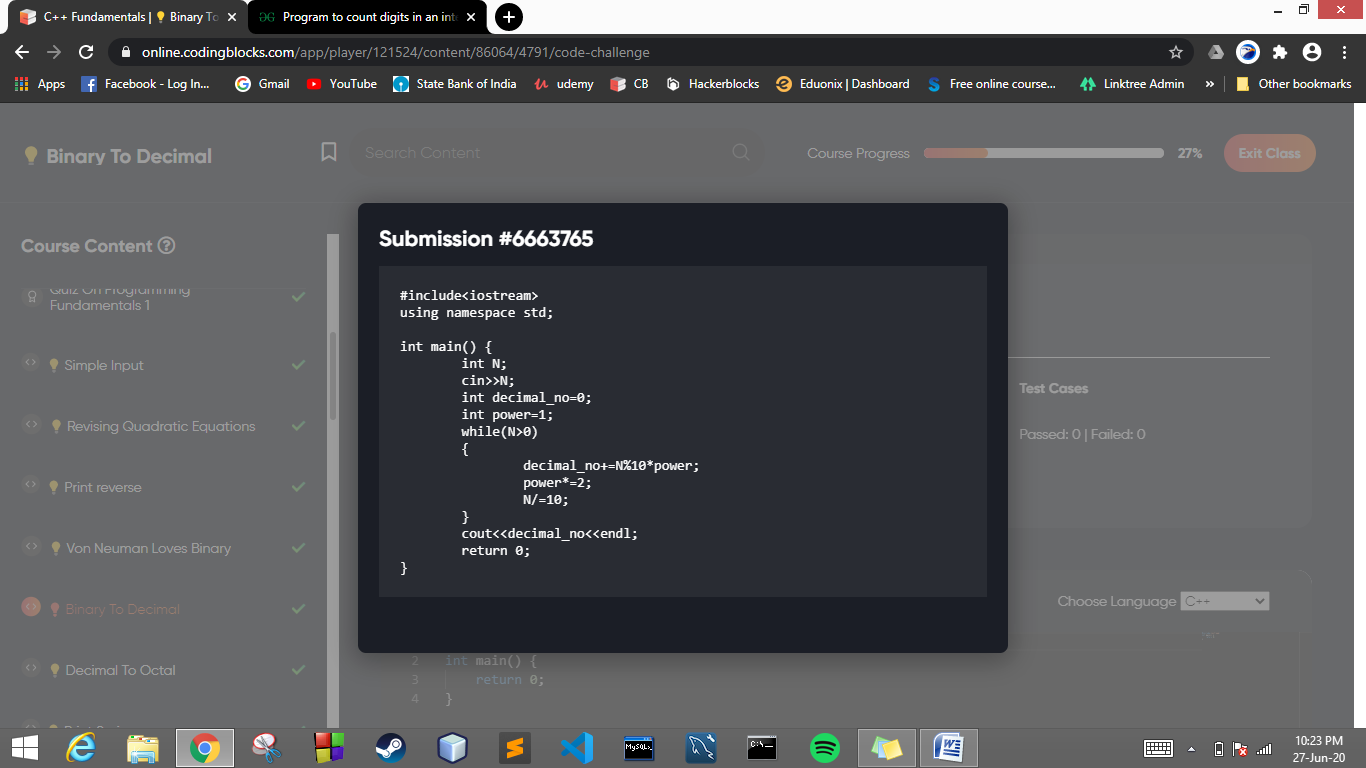 C++ Fundamentals | 💡 Binary To
Program to count digits in an inte
online.codingblocks.com/app/player/121524/content/86064/4791/code-challenge
Apps
Facebook - Log In...
Gmail
YouTube
State Bank of India
udemy
CB
Hackerblocks
Eduonix | Dashboard
Free online course...
Linktree Admin
»
Other bookmarks
Binary To Decimal
Search Content
Course Progress
27%
Exit Class
Course Content
Quiz On Programming
Fundamentals 1
Simple Input
Revising Quadratic Equations
Print reverse
Von Neuman Loves Binary
Binary To Decimal
Decimal To Octal
Submission #6663765
#include<iostream>
using namespace std;
int main() {
int N;
cin>>N;
int decimal_no=0;
int power=1;
while(N>0)
{
decimal_no+=N%10*power;
power*=2;
N/=10;
}
cout<<decimal_no<<endl;
return 0;
}
Test Cases
Passed: 0 | Failed: 0
Choose Language C++
2 int main() {
3 return 0;
4 }
MySQL
C:\
10:23 PM
27-Jun-20